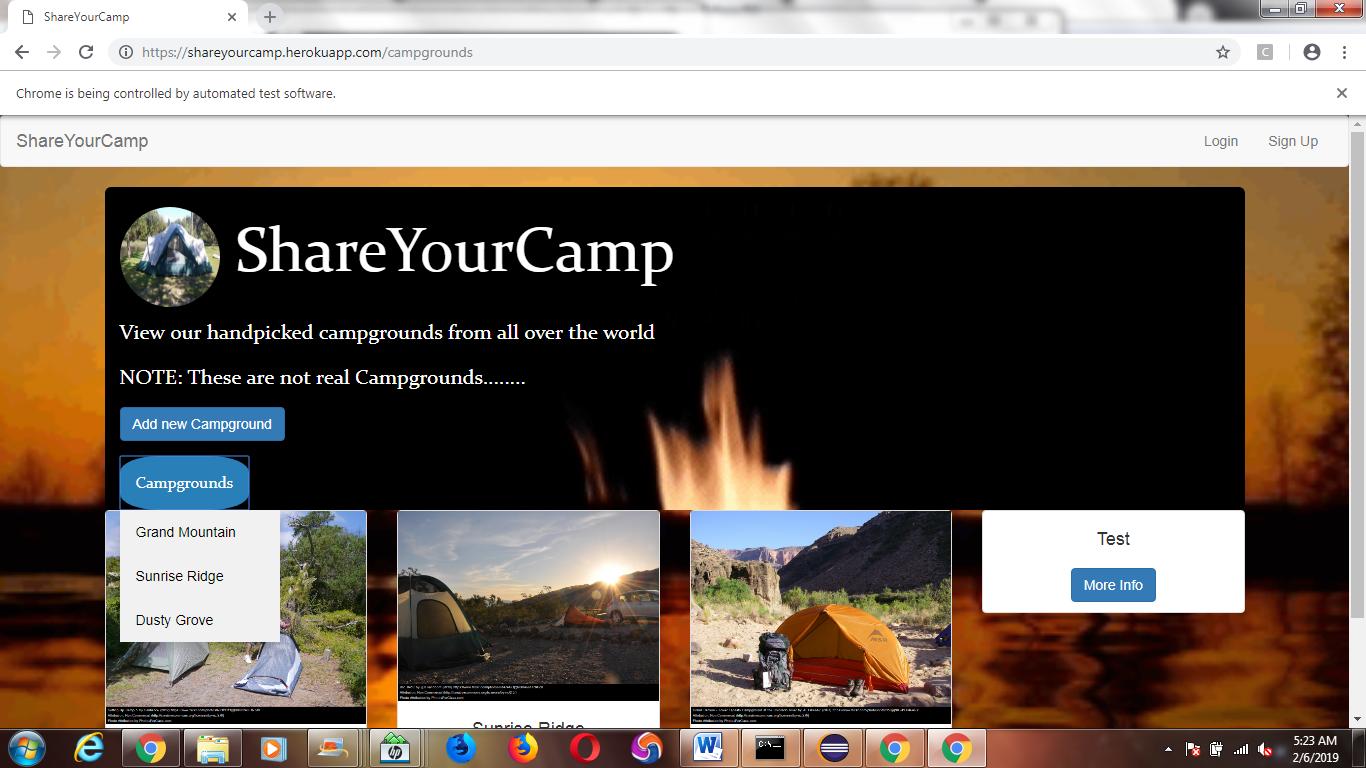 ShareYourCamp
https://shareyourcamp.herokuapp.com/campgrounds
C
Chrome is being controlled by automated test software.
ShareYourCamp
Login
Sign Up
ShareYourCamp
View our handpicked campgrounds from all over the world
NOTE: These are not real Campgrounds........
Add new Campground
Campgrounds
Grand Mountain
Sunrise Ridge
Dusty Grove
Test
More Info
Sunrise Ridge
5:23 AM
2/6/2019